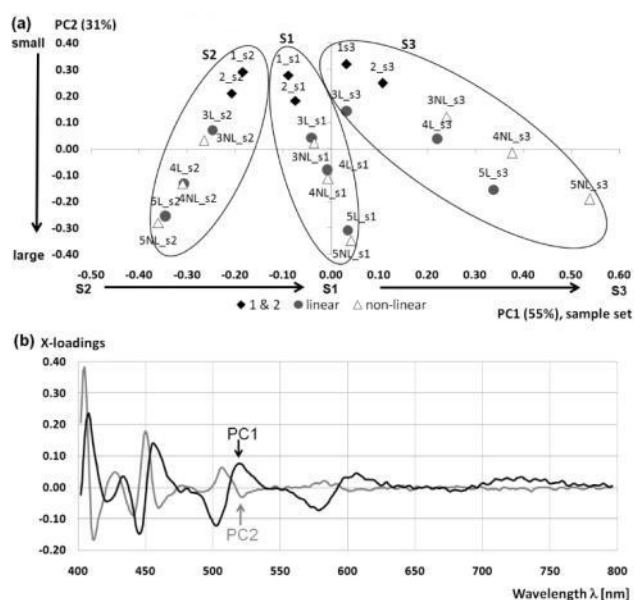 (a) PC2 (31%)
small
0.40
0.30
0.20
0.10
0.00
-0.10
-0.20
-0.30
large -0.40
S2 S1 S3
1_s2 1_s1 1s3
2_s2 2_s1 2_s3
3L_s2 3L_s1 3L_s3 3NL_s3
3NL_s2 4L_s3 4NL_s3
4L_s2 3NL_s1 4L_s1
4NL_s2 4NL_s1 5L_s3 5NL_s3
5L_s2 5L_s1
5NL_s2 5NL_s1
-0.50 -0.40 -0.30 -0.20 -0.10 0.00 0.10 0.20 0.30 0.40 0.50 0.60
S2 S1 S3
1 & 2 linear non-linear
PC1 (55%), sample set
(b) X-loadings
0.40
0.30
0.20
0.10
0.00
-0.10
-0.20
PC1
PC2
400 450 500 550 600 650 700 750 800
Wavelength λ [nm]